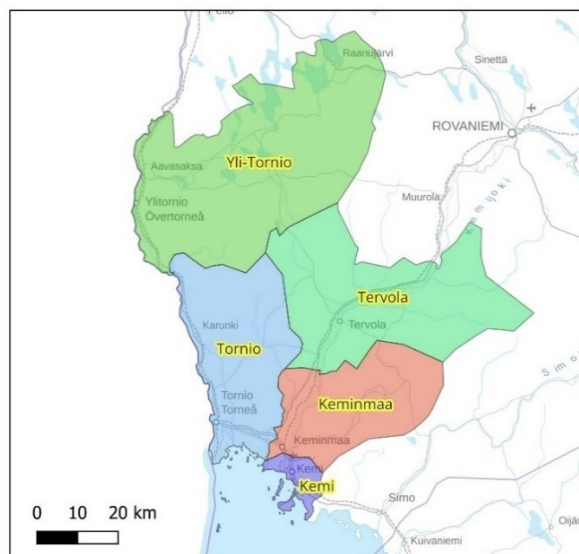 Raanujärvi
Sinettä
ROVANIEMI
Yli-Tornio
Aavasaksa
Ylitornio
Övertorneå
Muurola
Kemijoki
Tervola
Tervola
Karunki
Tornio
Tornio
Torneå
Keminmaa
Keminmaa
Kemi
Kemi
Simo
Kuivaniemi
0 10 20 km